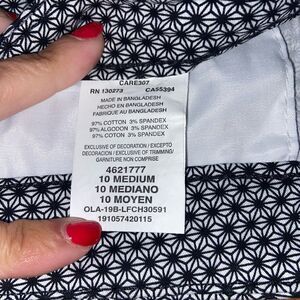 CARE307
RN 130273 CA55394
MADE IN BANGLADESH
HECHO EN BANGLADESH
FABRIQUÉ AU BANGLADESH
97% COTTON 3% SPANDEX
97% ALGODON 3% SPANDEX
97% COTON 3% SPANDEX
EXCLUSIVE OF DECORATION / EXCEPTO
DECORACION / EXCLUSIVE OF TRIMMING/
GARNITURE NON COMPRISE
4621777
10 MEDIUM
10 MEDIANO
10 MOYEN
OLA-19B-LFCH30591
191057420115